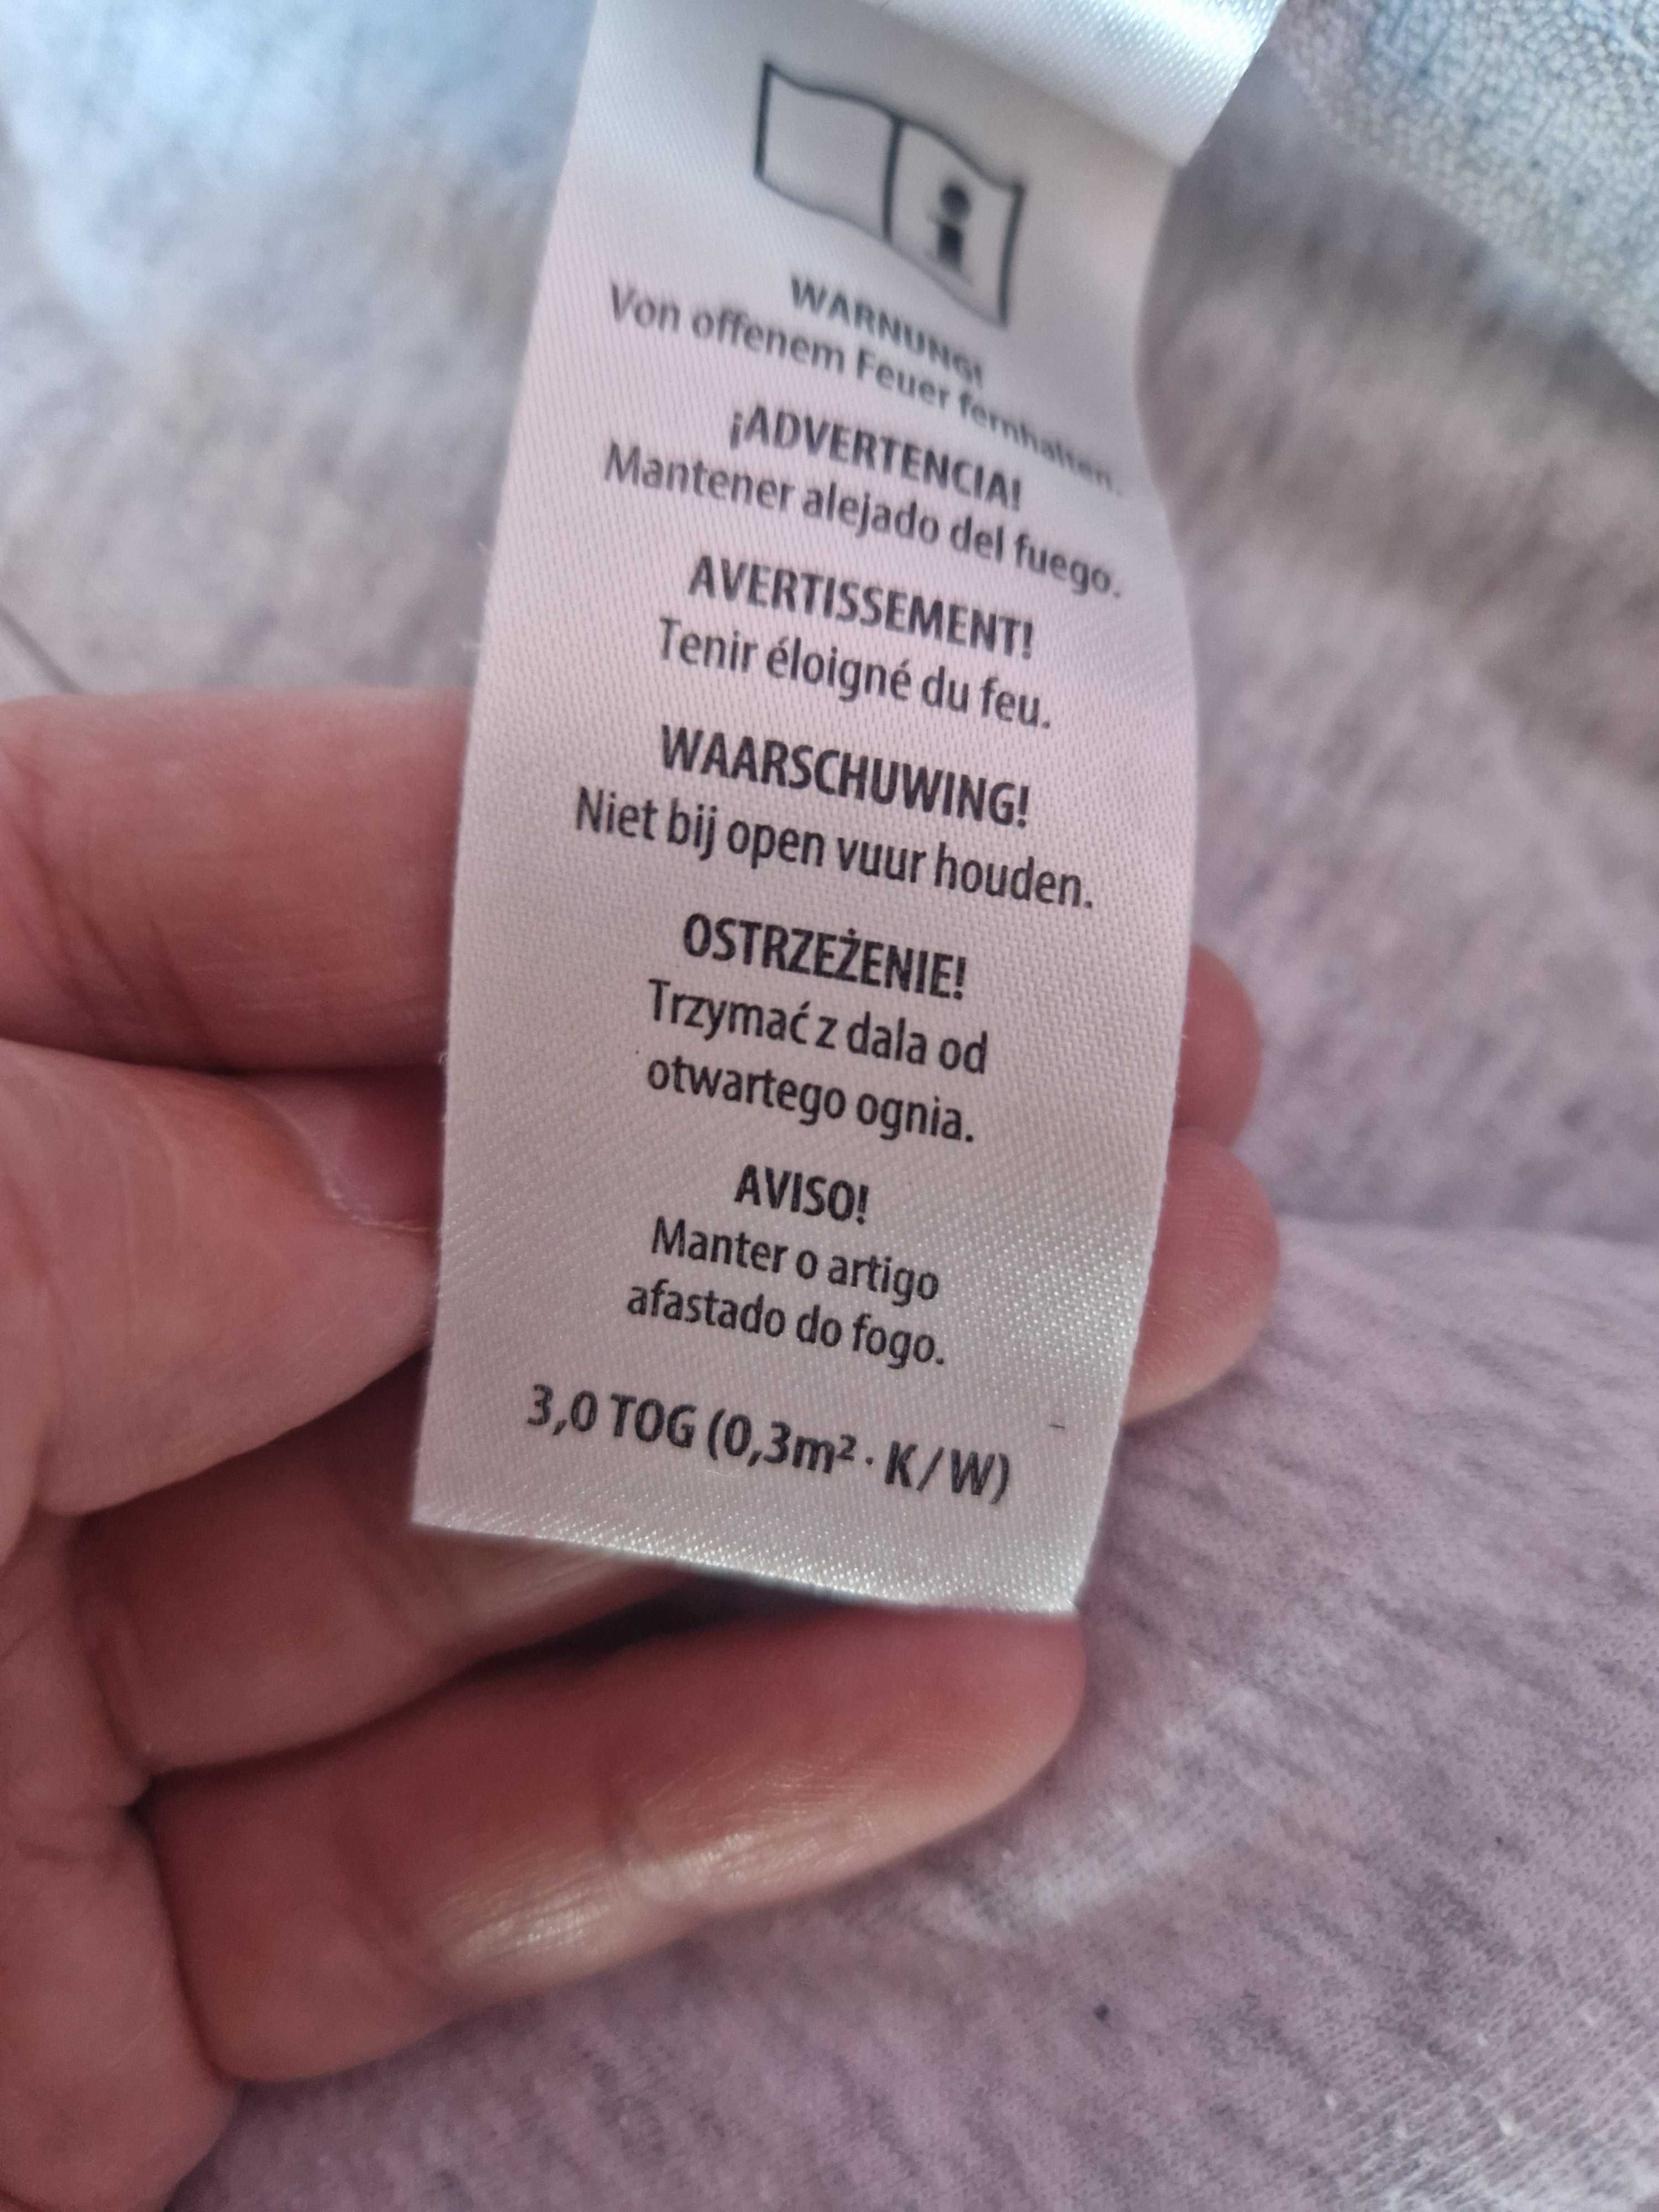 i
WARNUNG!
Von offenem Feuer fernhalten.
¡ADVERTENCIA!
Mantener alejado del fuego.
AVERTISSEMENT!
Tenir éloigné du feu.
WAARSCHUWING!
Niet bij open vuur houden.
OSTRZEŻENIE!
Trzymać z dala od
otwartego ognia.
AVISO!
Manter o artigo
afastado do fogo.
3,0 TOG (0,3m² · K/W)